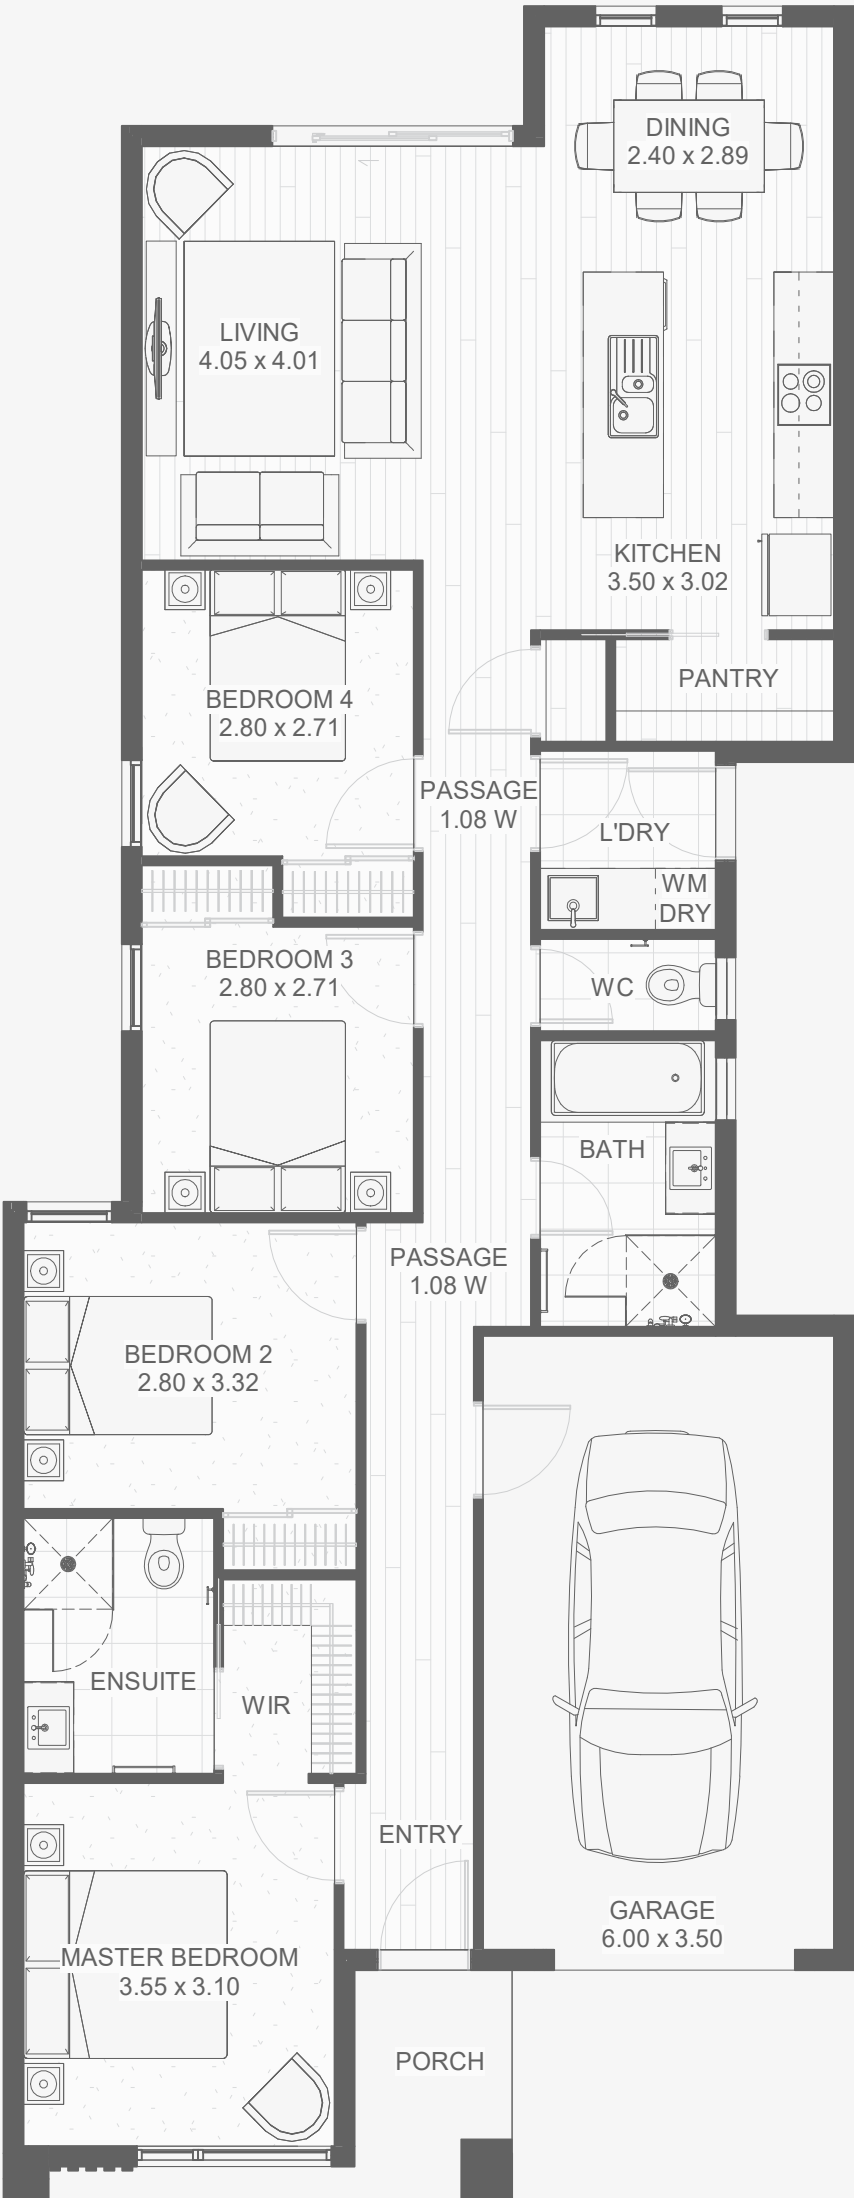 DINING
2.40 x 2.89
LIVING
4.05 x 4.01
KITCHEN
3.50 x 3.02
PANTRY
BEDROOM 4
2.80 x 2.71
PASSAGE
1.08 W
L'DRY
WM
DRY
BEDROOM 3
2.80 x 2.71
WC
BATH
PASSAGE
1.08 W
BEDROOM 2
2.80 x 3.32
ENSUITE
WIR
ENTRY
GARAGE
6.00 x 3.50
MASTER BEDROOM
3.55 x 3.10
PORCH